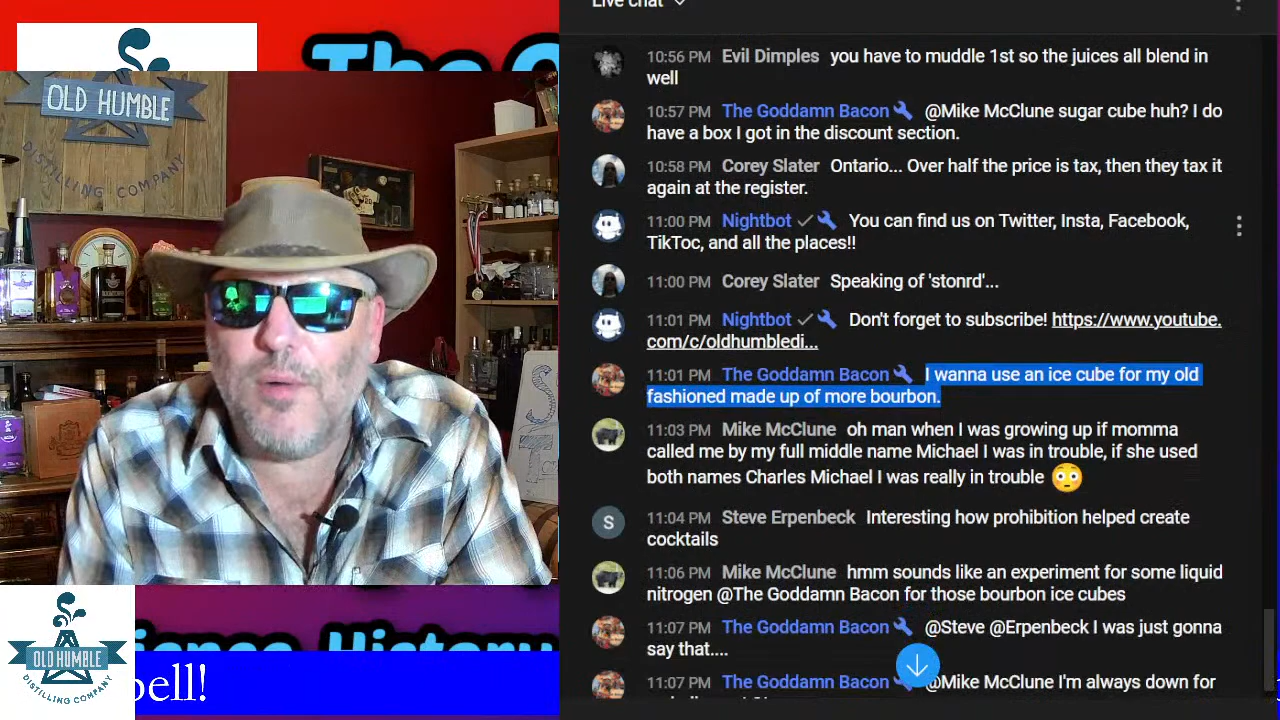 The
OLD HUMBLE
DISTILLING COMPANY
Live chat
10:56 PM Evil Dimples you have to muddle 1st so the juices all blend in
well
10:57 PM The Goddamn Bacon @Mike McClune sugar cube huh? I do
have a box I got in the discount section.
10:58 PM Corey Slater Ontario... Over half the price is tax, then they tax it
again at the register.
11:00 PM Nightbot You can find us on Twitter, Insta, Facebook,
TikToc, and all the places!!
11:00 PM Corey Slater Speaking of 'stonrd'...
11:01 PM Nightbot Don't forget to subscribe! https://www.youtube.
com/c/oldhumbledi...
11:01 PM The Goddamn Bacon I wanna use an ice cube for my old
fashioned made up of more bourbon.
11:03 PM Mike McClune oh man when I was growing up if momma
called me by my full middle name Michael I was in trouble, if she used
both names Charles Michael I was really in trouble 😳
S
11:04 PM Steve Erpenbeck Interesting how prohibition helped create
cocktails
11:06 PM Mike McClune hmm sounds like an experiment for some liquid
nitrogen @The Goddamn Bacon for those bourbon ice cubes
11:07 PM The Goddamn Bacon @Steve @Erpenbeck I was just gonna
say that....
11:07 PM The Goddamn Bacon @Mike McClune I'm always down for
OLD HUMBLE
DISTILLING COMPANY
ience History
bell!